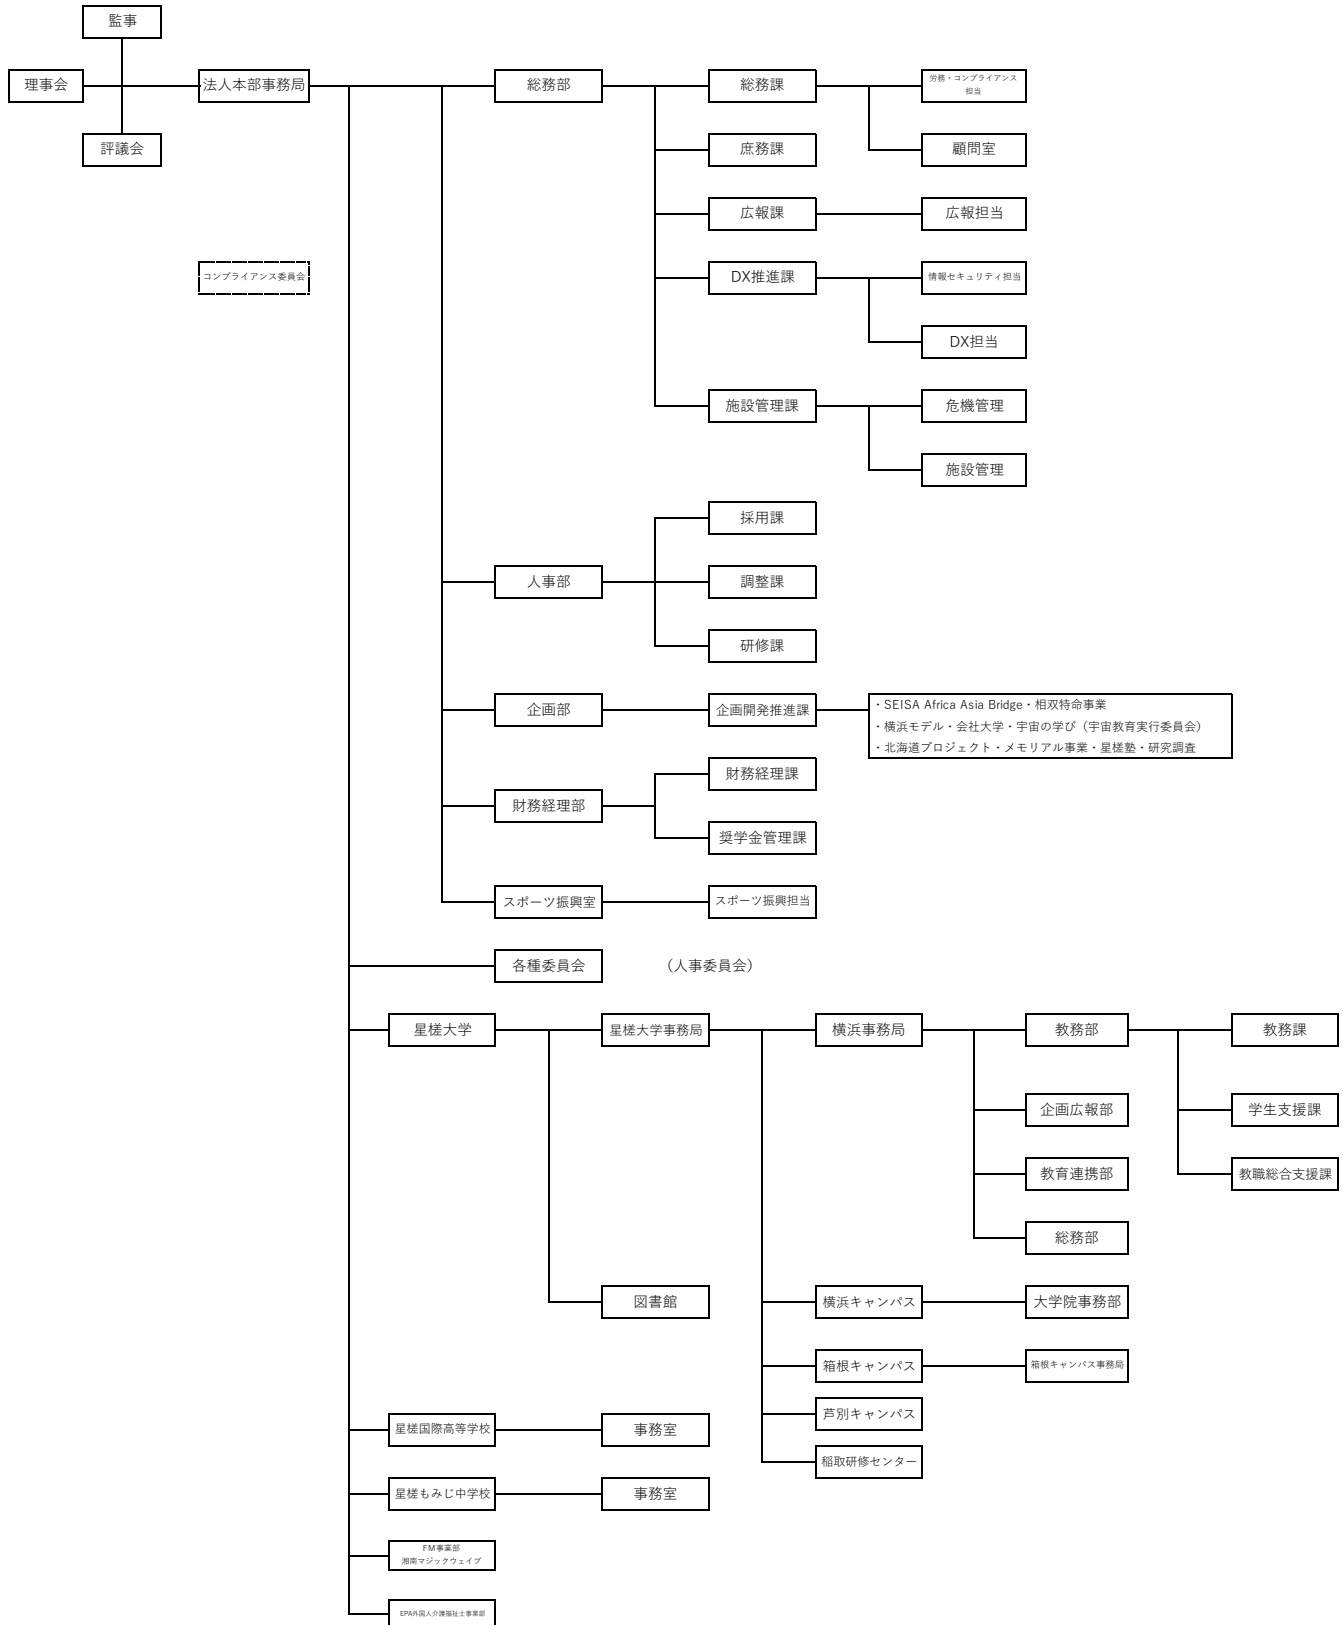 監事
理事会
法人本部事務局
総務部
総務課
労務・コンプライアンス
担当
評議会
庶務課
顧問室
広報課
広報担当
コンプライアンス委員会
DX推進課
情報セキュリティ担当
DX担当
施設管理課
危機管理
施設管理
採用課
人事部
調整課
研修課
企画部
企画開発推進課
・SEISA Africa Asia Bridge・相双特命事業
・横浜モデル・会社大学・宇宙の学び（宇宙教育実行委員会）
・北海道プロジェクト・メモリアル事業・星槎塾・研究調査
財務経理課
財務経理部
奨学金管理課
スポーツ振興室
スポーツ振興担当
各種委員会
（人事委員会）
星槎大学
星槎大学事務局
横浜事務局
教務部
教務課
企画広報部
学生支援課
教育連携部
教職総合支援課
総務部
図書館
横浜キャンパス
大学院事務部
箱根キャンパス
箱根キャンパス事務局
芦別キャンパス
星槎国際高等学校
事務室
稲取研修センター
星槎もみじ中学校
事務室
FM事業部
湘南マジックウェイブ
EPA外国人介護福祉士事業部